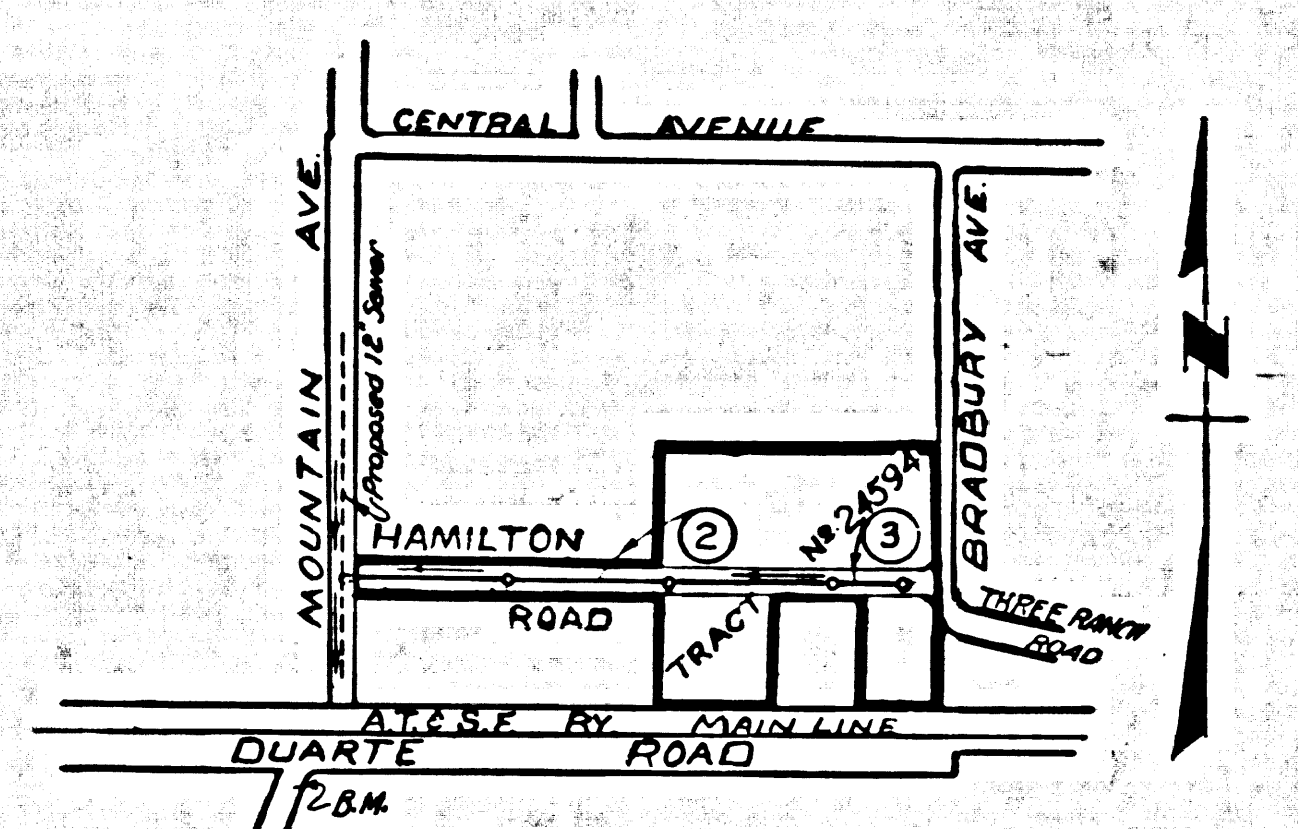 CENTRAL AVENUE
MOUNTAIN AVE.
Proposed 12" Sewer
BRADBURY AVE.
N
HAMILTON
ROAD
2
3
TRACT No. 24594
THREE RANCH
ROAD
A.T. & S.F. RY. MAIN LINE
DUARTE ROAD
B.M.